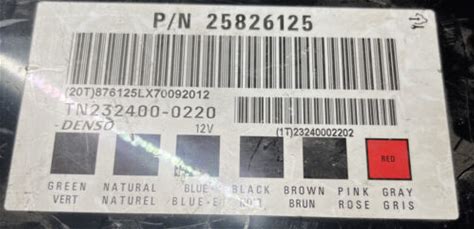 P/N 25826125
(20T)876125LX70092012
TN232400-0220
(1T)23240002202
DENSO 12V
RED
GREEN NATURAL BLUE BLACK BROWN PINK GRAY
VERT NATUREL BLUE-E BRUN ROSE GRIS